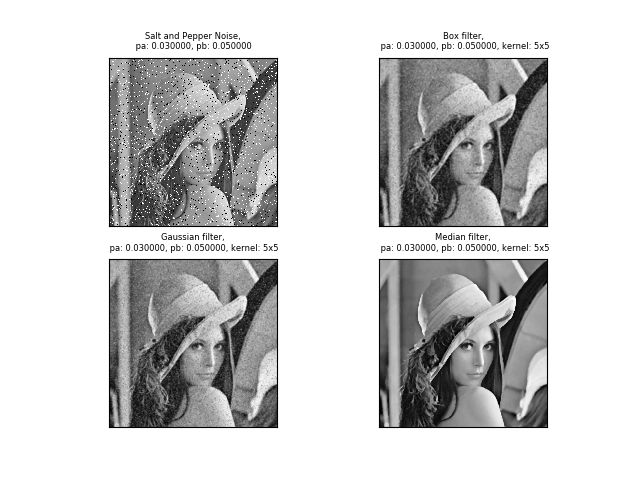 Salt and Pepper Noise,
pa: 0.030000, pb: 0.050000
Box filter,
pa: 0.030000, pb: 0.050000, kernel: 5x5
Gaussian filter,
pa: 0.030000, pb: 0.050000, kernel: 5x5
Median filter,
pa: 0.030000, pb: 0.050000, kernel: 5x5